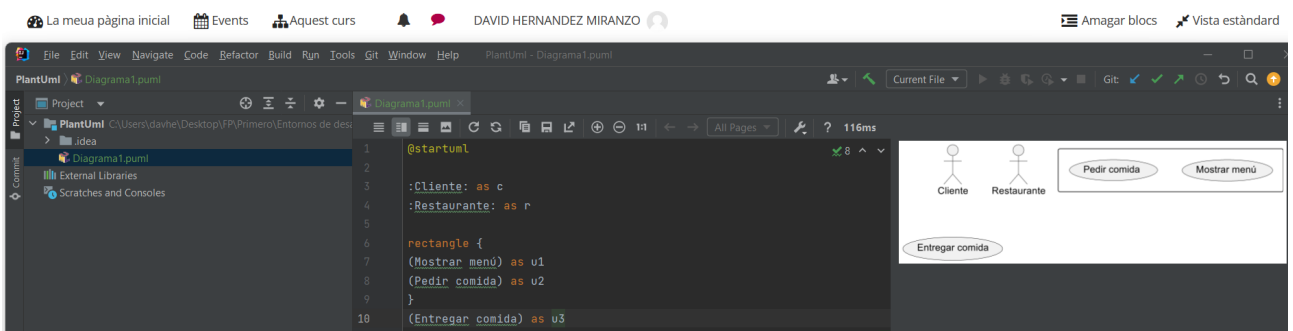 La meua pàgina inicial Events Aquest curs DAVID HERNANDEZ MIRANZO Amagar blocs Vista estàndard
File Edit View Navigate Code Refactor Build Run Tools Git Window Help PlantUml - Diagrama1.puml
PlantUml Diagrama1.puml Current File Git:
Project Project Diagrama1.puml
PlantUml C:\Users\davhe\Desktop\FP\Primero\Entornos de desa
1:1 All Pages ? 116ms
.idea
Diagrama1.puml
External Libraries
Scratches and Consoles
Commit
1 @startuml 8
2
3 :Cliente: as c
4 :Restaurante: as r
5
6 rectangle {
7 (Mostrar menú) as u1
8 (Pedir comida) as u2
9 }
10 (Entregar comida) as u3
Cliente Restaurante Pedir comida Mostrar menú
Entregar comida